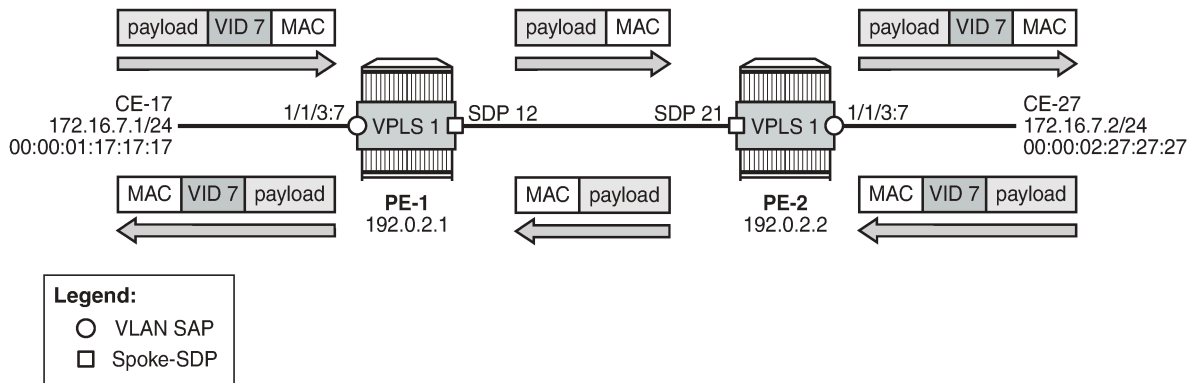 payload VID 7 MAC
payload MAC
payload VID 7 MAC
CE-17
172.16.7.1/24
00:00:01:17:17:17
1/1/3:7
VPLS 1
SDP 12
SDP 21
VPLS 1
1/1/3:7
CE-27
172.16.7.2/24
00:00:02:27:27:27
MAC VID 7 payload
PE-1
192.0.2.1
MAC payload
PE-2
192.0.2.2
MAC VID 7 payload
Legend:
VLAN SAP
Spoke-SDP